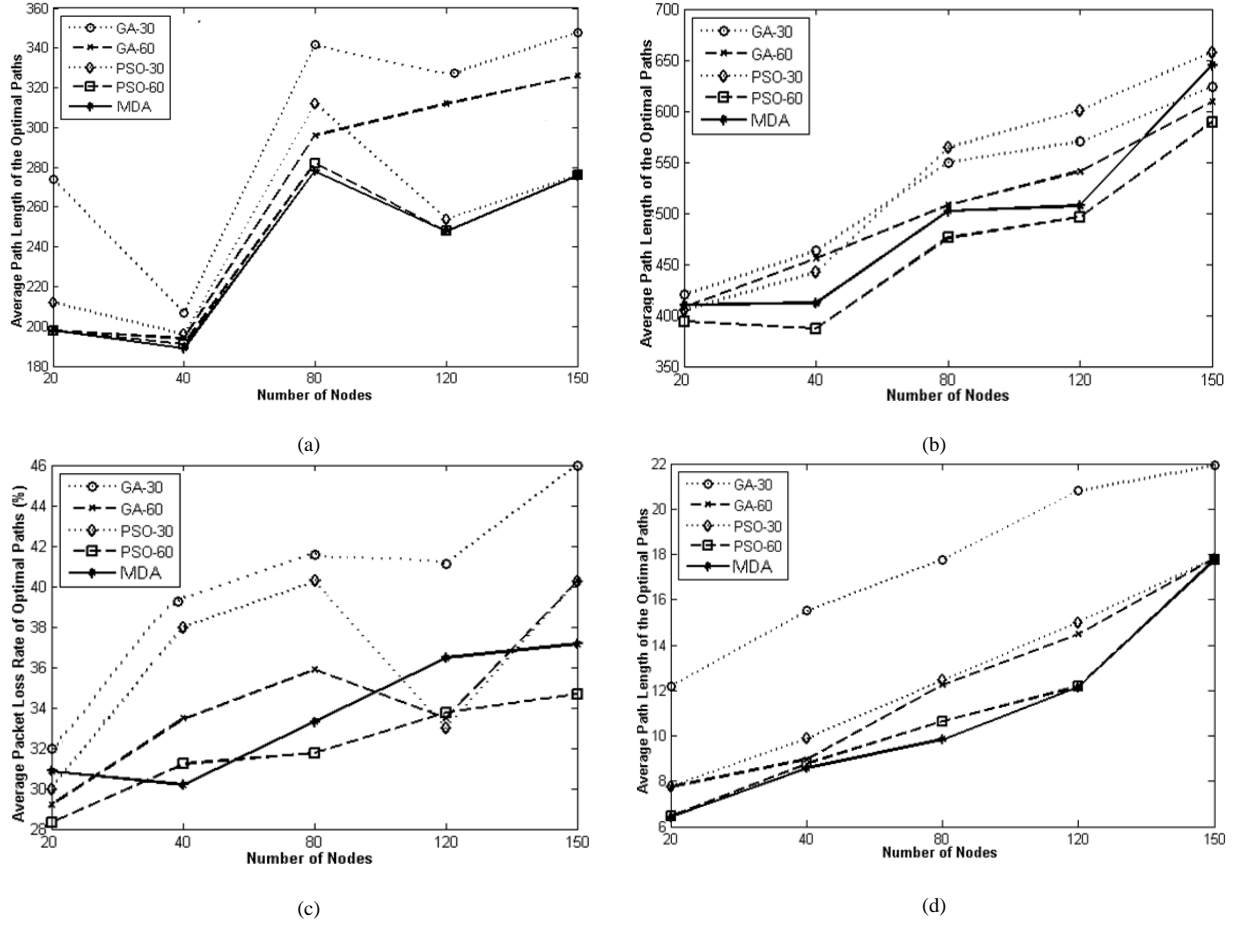 360
340
320
300
280
260
240
220
200
180
20
40
80
120
150
Average Path Length of the Optimal Paths
Number of Nodes
GA-30
GA-60
PSO-30
PSO-60
MDA
(a)
700
650
600
550
500
450
400
350
20
40
80
120
150
Average Path Length of the Optimal Paths
Number of Nodes
GA-30
GA-60
PSO-30
PSO-60
MDA
(b)
46
44
42
40
38
36
34
32
30
28
20
40
80
120
150
Average Packet Loss Rate of Optimal Paths (%)
Number of Nodes
GA-30
GA-60
PSO-30
PSO-60
MDA
(c)
22
20
18
16
14
12
10
8
6
20
40
80
120
150
Average Path Length of the Optimal Paths
Number of Nodes
GA-30
GA-60
PSO-30
PSO-60
MDA
(d)